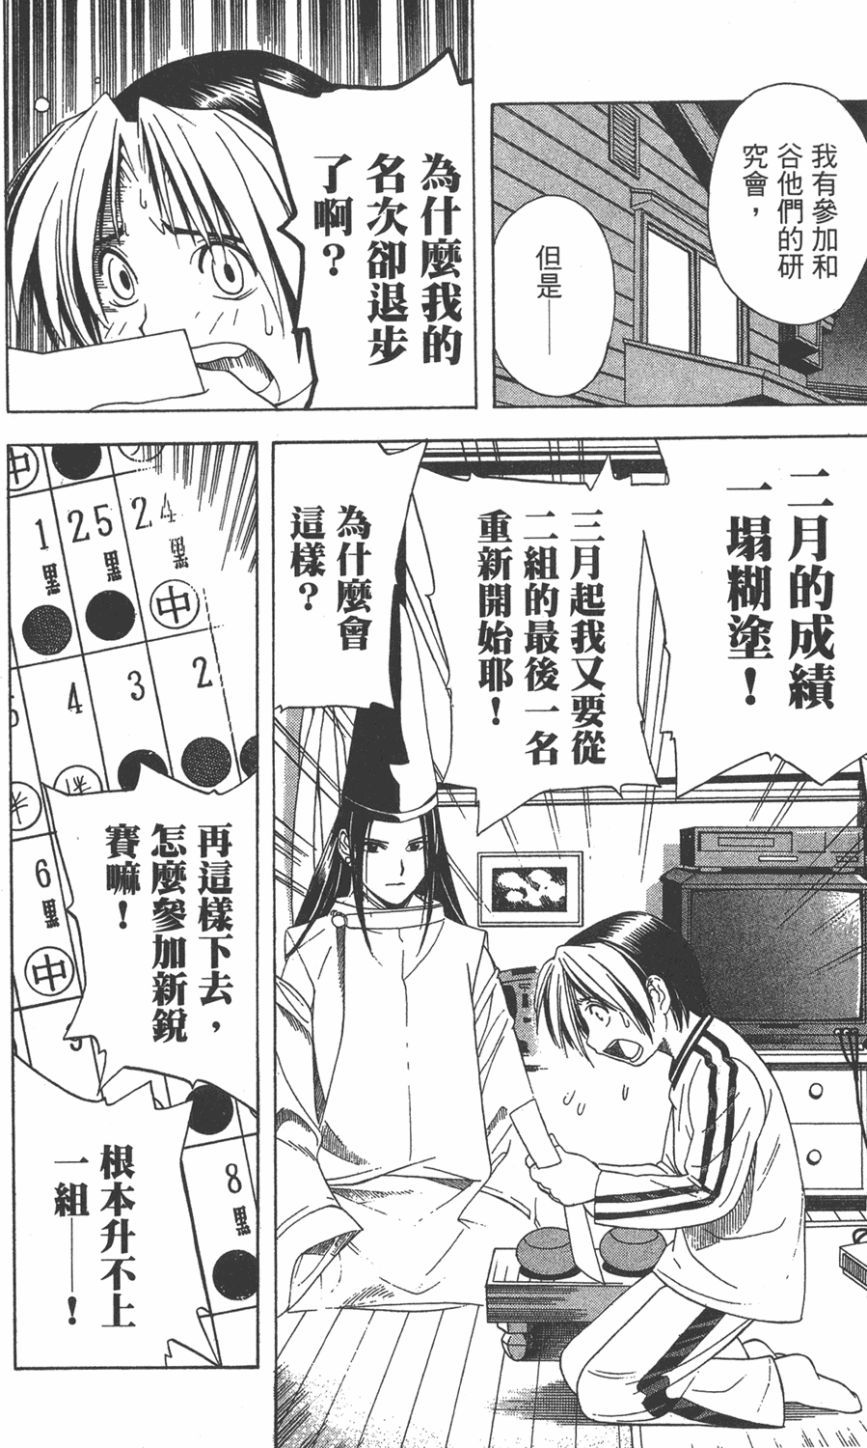 我有參加和
谷他們的研
究會，
但是——
為什麼我的
名次卻退步
了啊？
二月的成績
一塌糊塗！
三月起我又要從
二組的最後一名
重新開始耶！
為什麼會
這樣？
中
1 25 24
黑 黑 黑
中
4 3 2
6
黑
中
再這樣下去，
怎麼參加新銳
賽嘛！
8
黑
根本升不上
一組——！